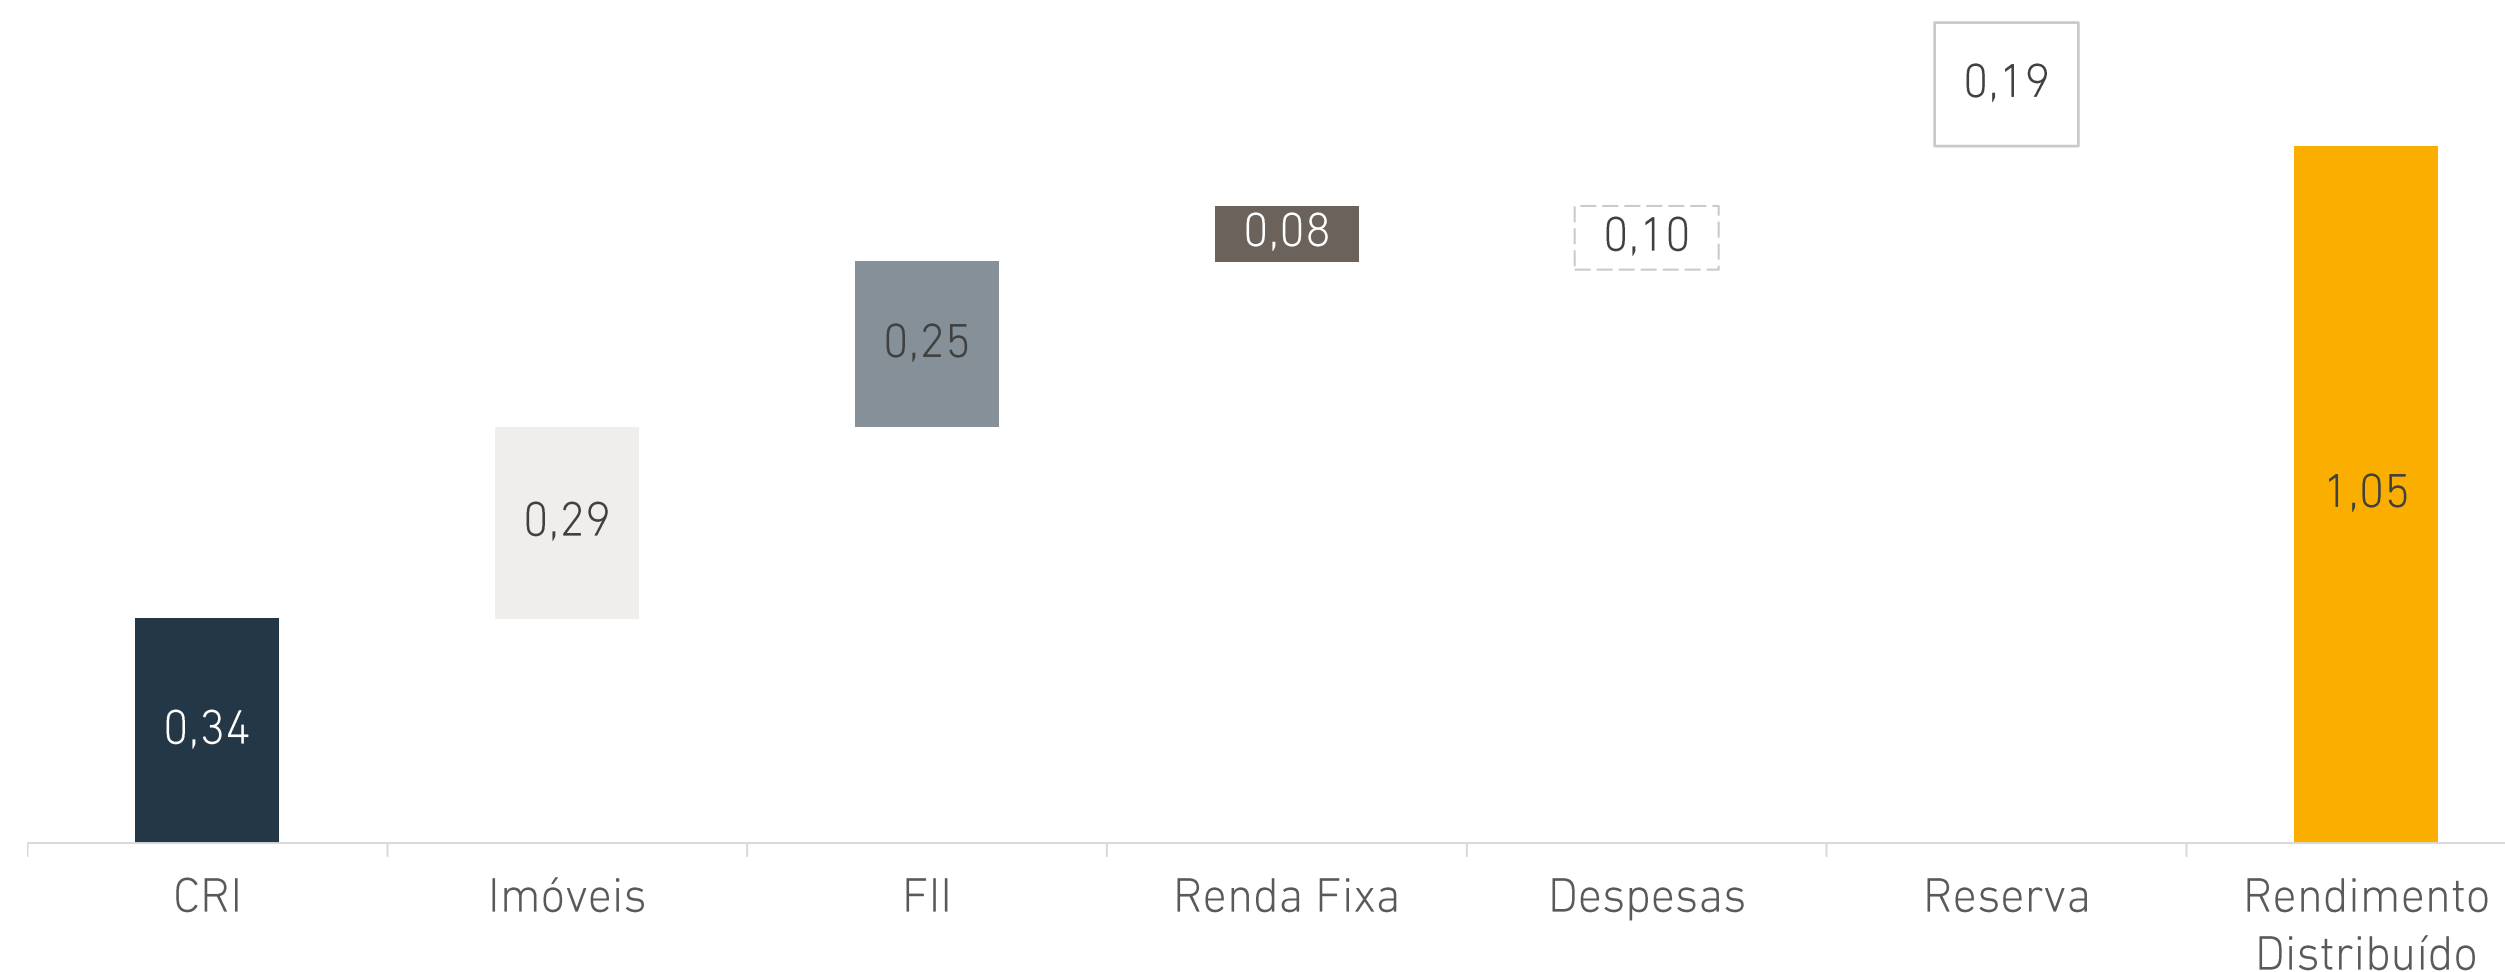 0,19
0,08
0,10
0,25
0,29
1,05
0,34
CRI
Imóveis
FII
Renda Fixa
Despesas
Reserva
Rendimento
Distribuído